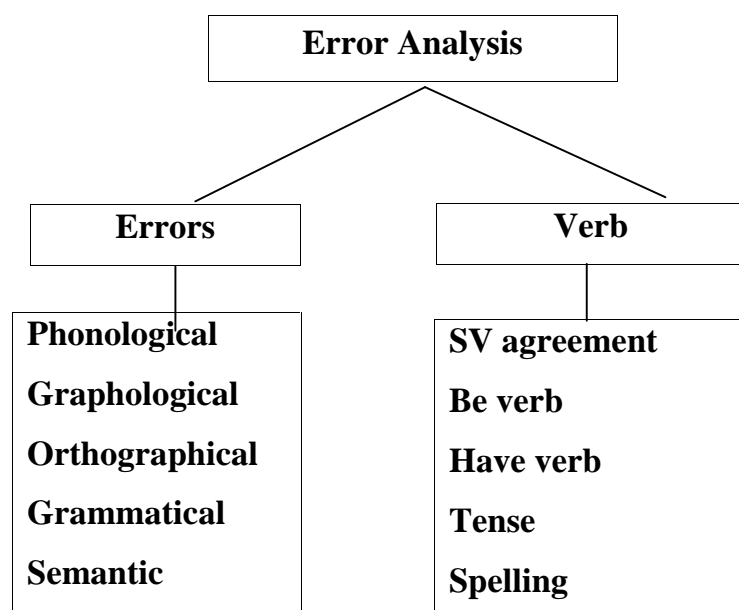 Error Analysis
Errors
Verb
Phonological
Graphological
Orthographical
Grammatical
Semantic
SV agreement
Be verb
Have verb
Tense
Spelling